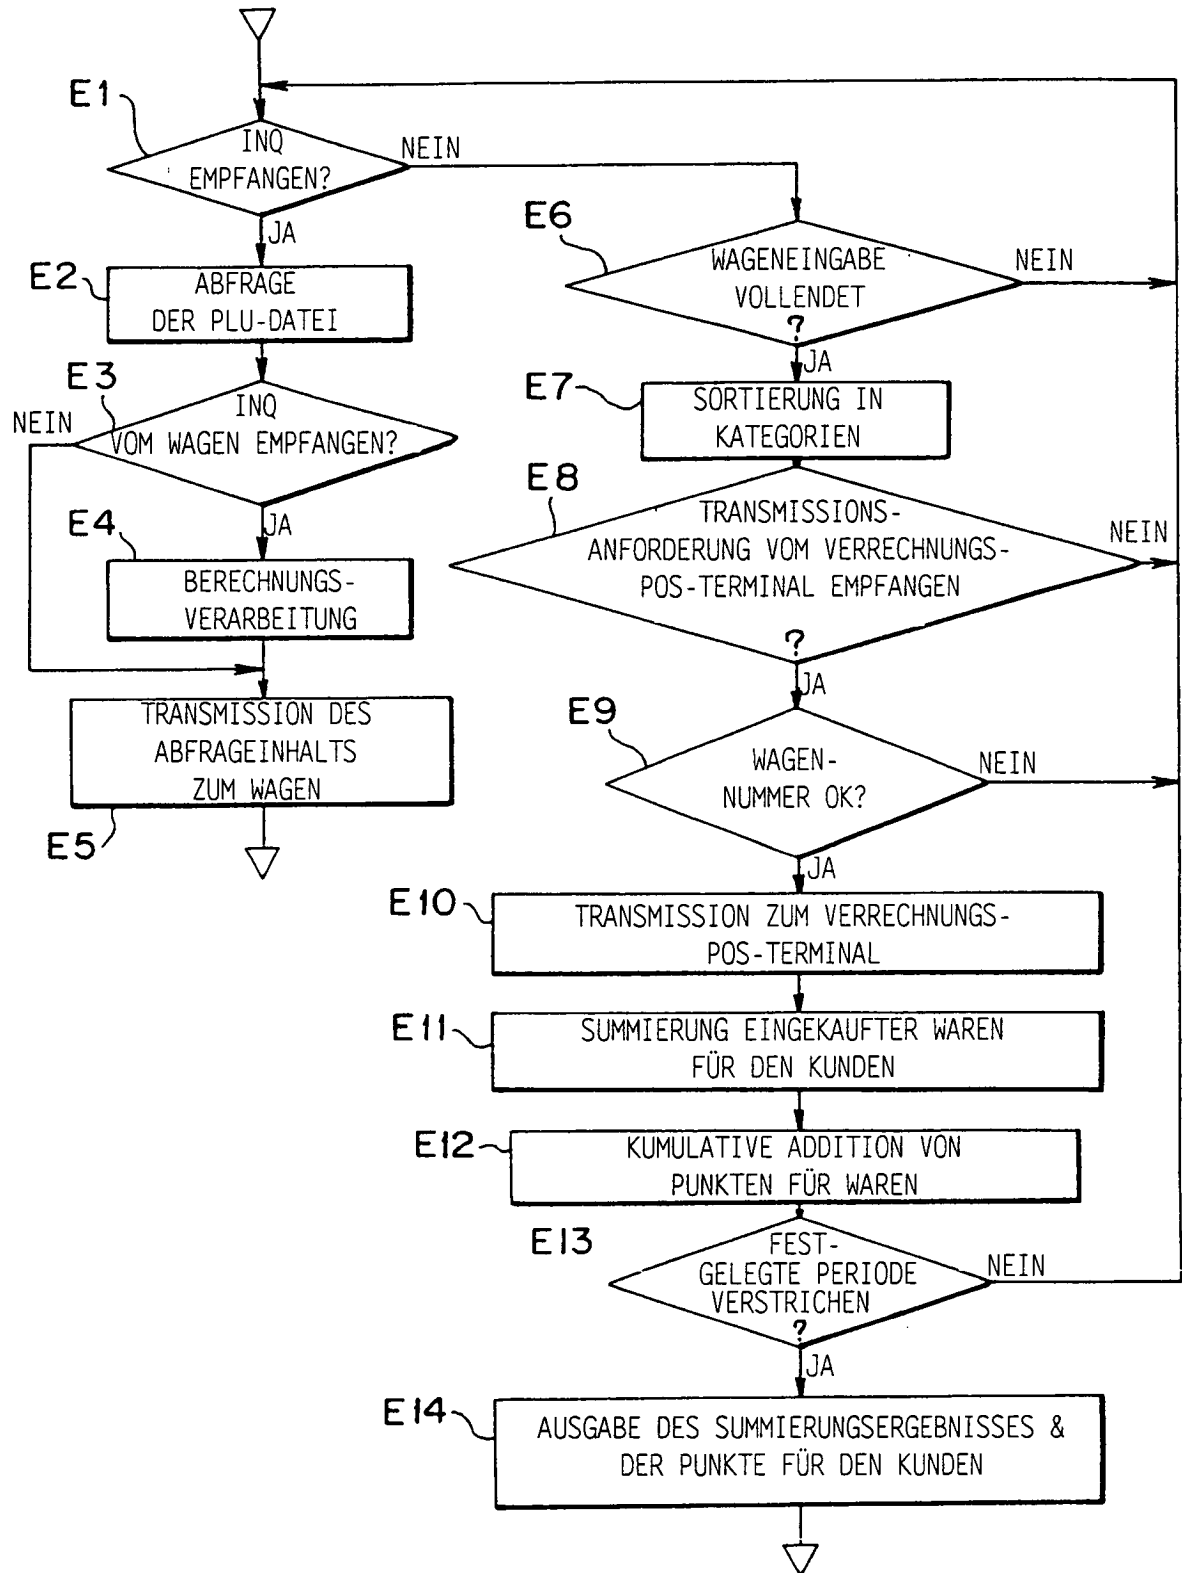 E1
INQ
EMPFANGEN?
NEIN
JA
E2
ABFRAGE
DER PLU-DATEI
E3
NEIN
INQ
VOM WAGEN EMPFANGEN?
JA
E4
BERECHNUNGS-
VERARBEITUNG
TRANSMISSION DES
ABFRAGEINHALTS
ZUM WAGEN
E5
E6
WAGENEINGABE
VOLLENDET
?
NEIN
JA
E7
SORTIERUNG IN
KATEGORIEN
E8
TRANSMISSIONS-
ANFORDERUNG VOM VERRECHNUNGS-
POS-TERMINAL EMPFANGEN
?
NEIN
JA
E9
WAGEN-
NUMMER OK?
NEIN
JA
E10
TRANSMISSION ZUM VERRECHNUNGS-
POS-TERMINAL
E11
SUMMIERUNG EINGEKAUFTER WAREN
FÜR DEN KUNDEN
E12
KUMULATIVE ADDITION VON
PUNKTEN FÜR WAREN
E13
FEST-
GELEGTE PERIODE
VERSTRICHEN
?
NEIN
JA
E14
AUSGABE DES SUMMIERUNGSERGEBNISSES &
DER PUNKTE FÜR DEN KUNDEN